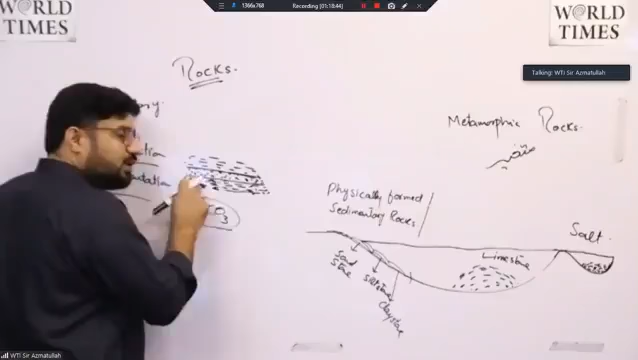 1366x768
Recording [01:18:44]
WORLD
TIMES
WORLD
TIMES
Talking: WTI Sir Azmatullah
Rocks.
Metamorphic Rocks.
متغیر
Physically formed
Sedimentary Rocks
Salt
Limestone
Sand
stone
siltstone
claystone
CO3
WTI Sir Azmatullah